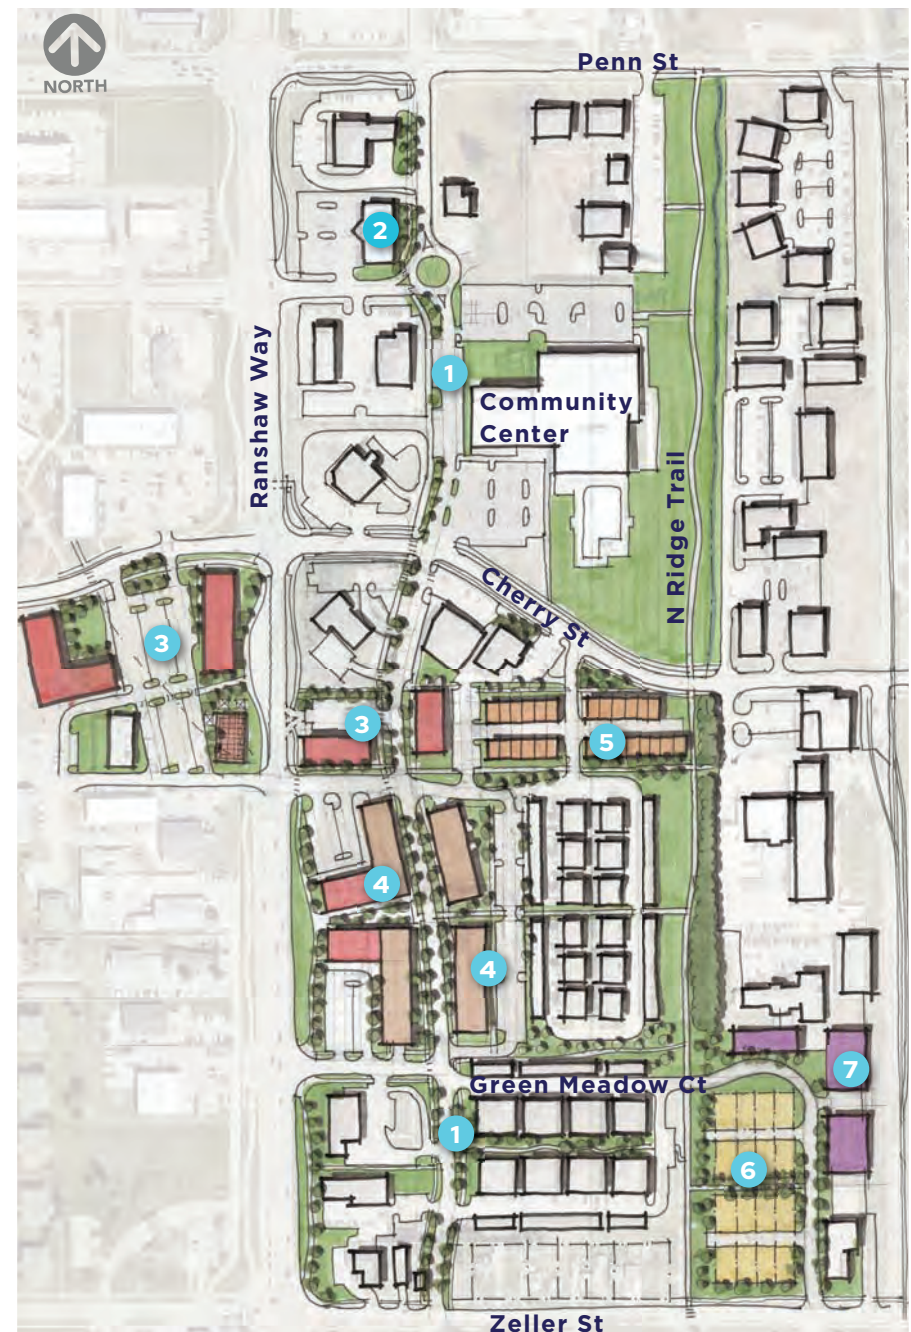 NORTH
Penn St
2
Ranshaw Way
1
Community
Center
N Ridge Trail
Cherry St
3
3
5
4
4
7
Green Meadow Ct
1
6
Zeller St